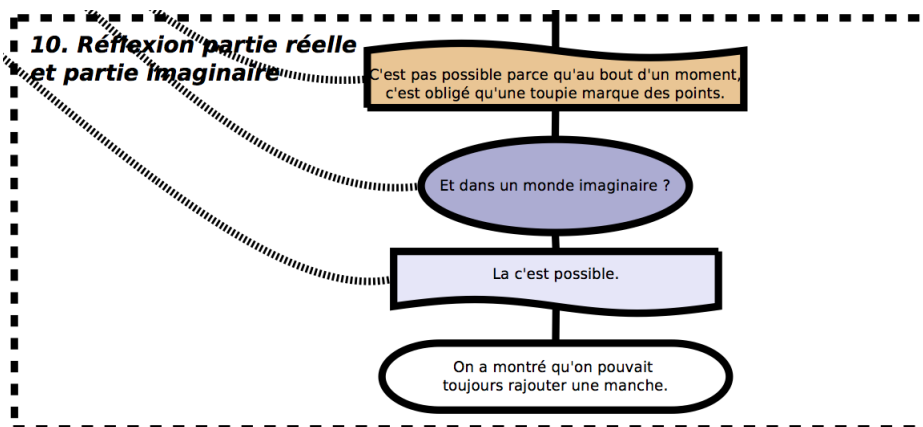 10. Réflexion partie réelle
et partie imaginaire
C'est pas possible parce qu'au bout d'un moment,
c'est obligé qu'une toupie marque des points.
Et dans un monde imaginaire ?
La c'est possible.
On a montré qu'on pouvait
toujours rajouter une manche.